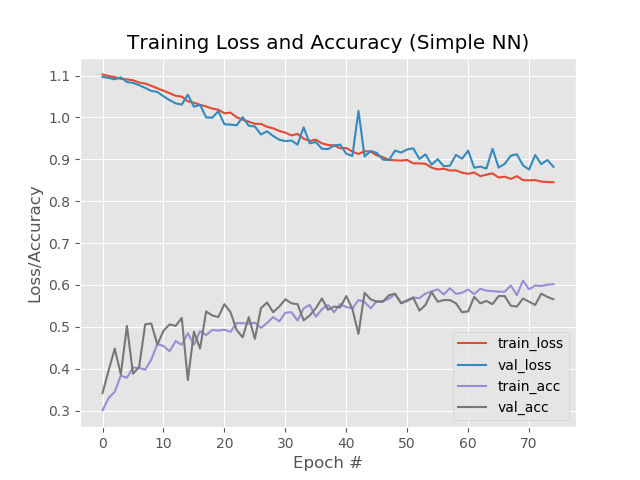 Training Loss and Accuracy (Simple NN)
Loss/Accuracy
1.1
1.0
0.9
0.8
0.7
0.6
0.5
0.4
0.3
train_loss
val_loss
train_acc
val_acc
0 10 20 30 40 50 60 70
Epoch #